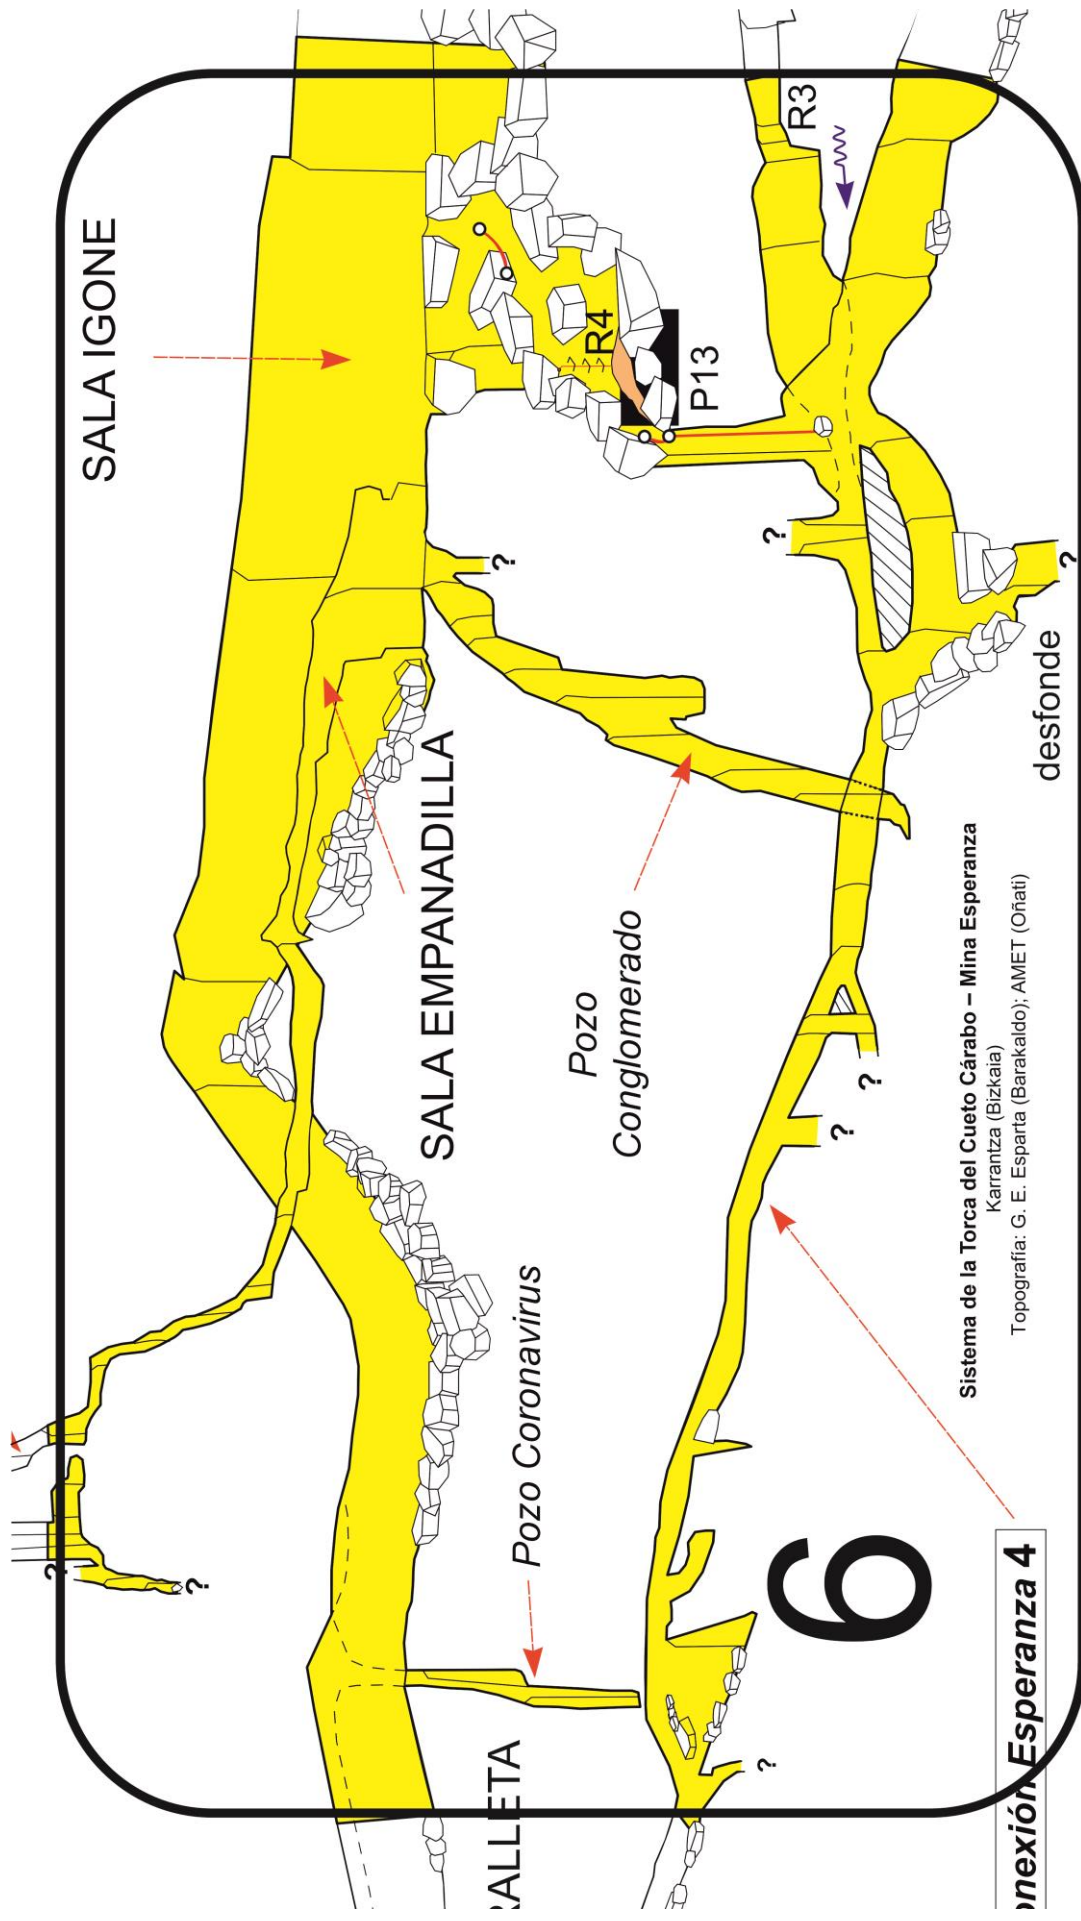 SALA IGONE
R3
R4
P13
?
?
?
desfonde
SALA EMPANADILLA
Pozo
Conglomerado
Sistema de la Torca del Cueto Cárabo – Mina Esperanza
Karrantza (Bizkaia)
Topografía: G. E. Esparta (Barakaldo); AMET (Oñati)
?
?
Pozo Coronavirus
?
?
6
?
RALLETA
onexión Esperanza 4